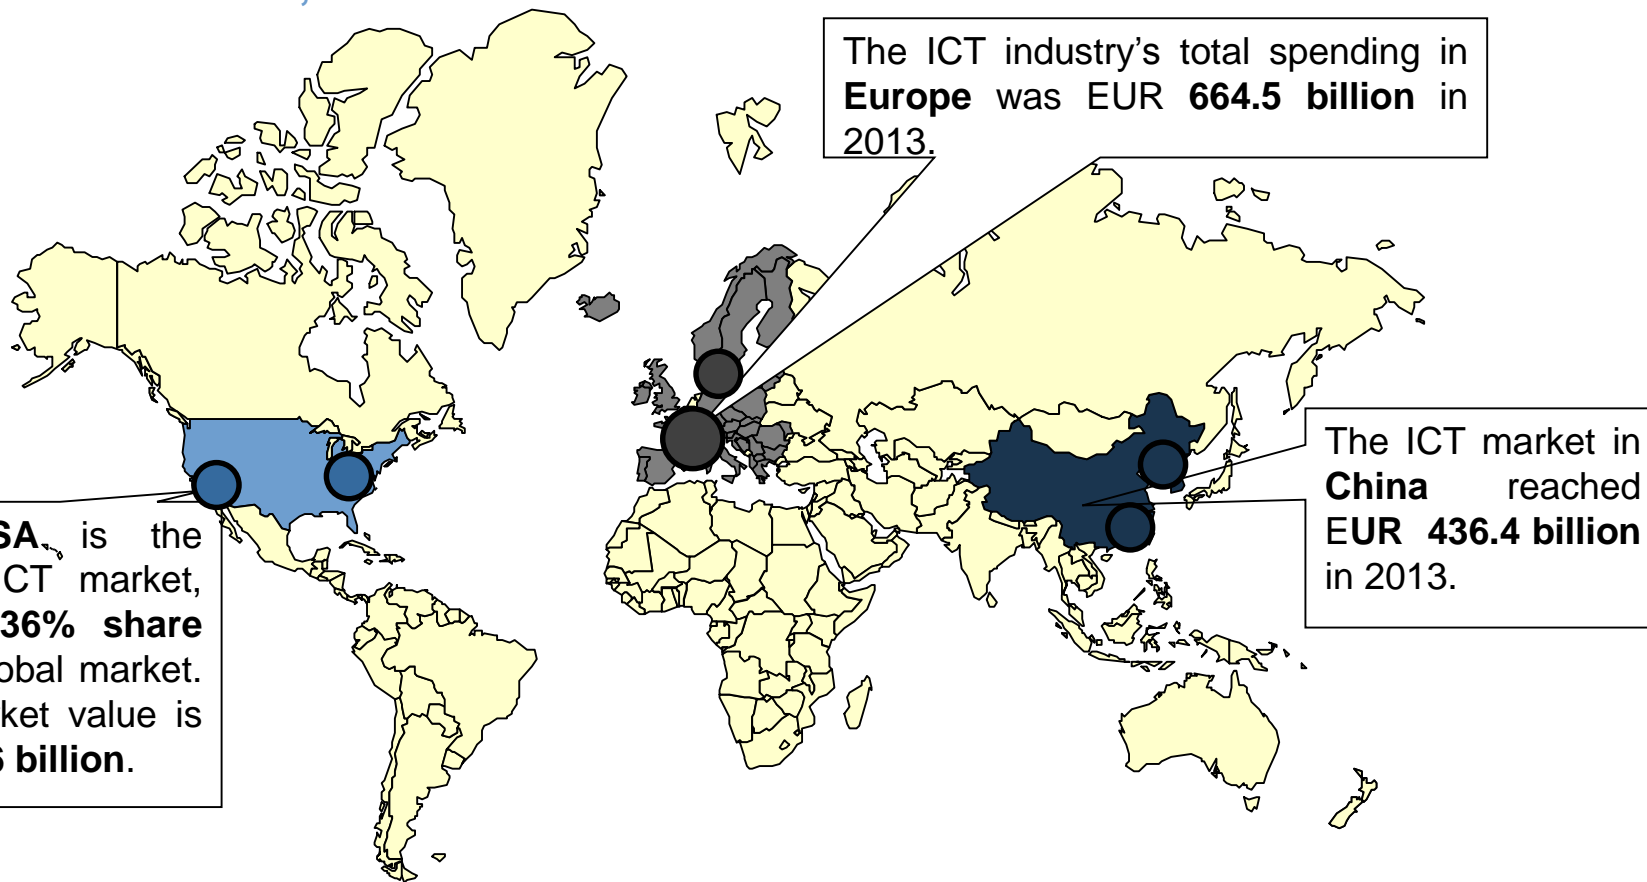 The ICT industry's total spending in
Europe was EUR 664.5 billion in
2013.
The ICT market in
China reached
EUR 436.4 billion
in 2013.
is the
ICT market,
36% share
market.
value is
billion.